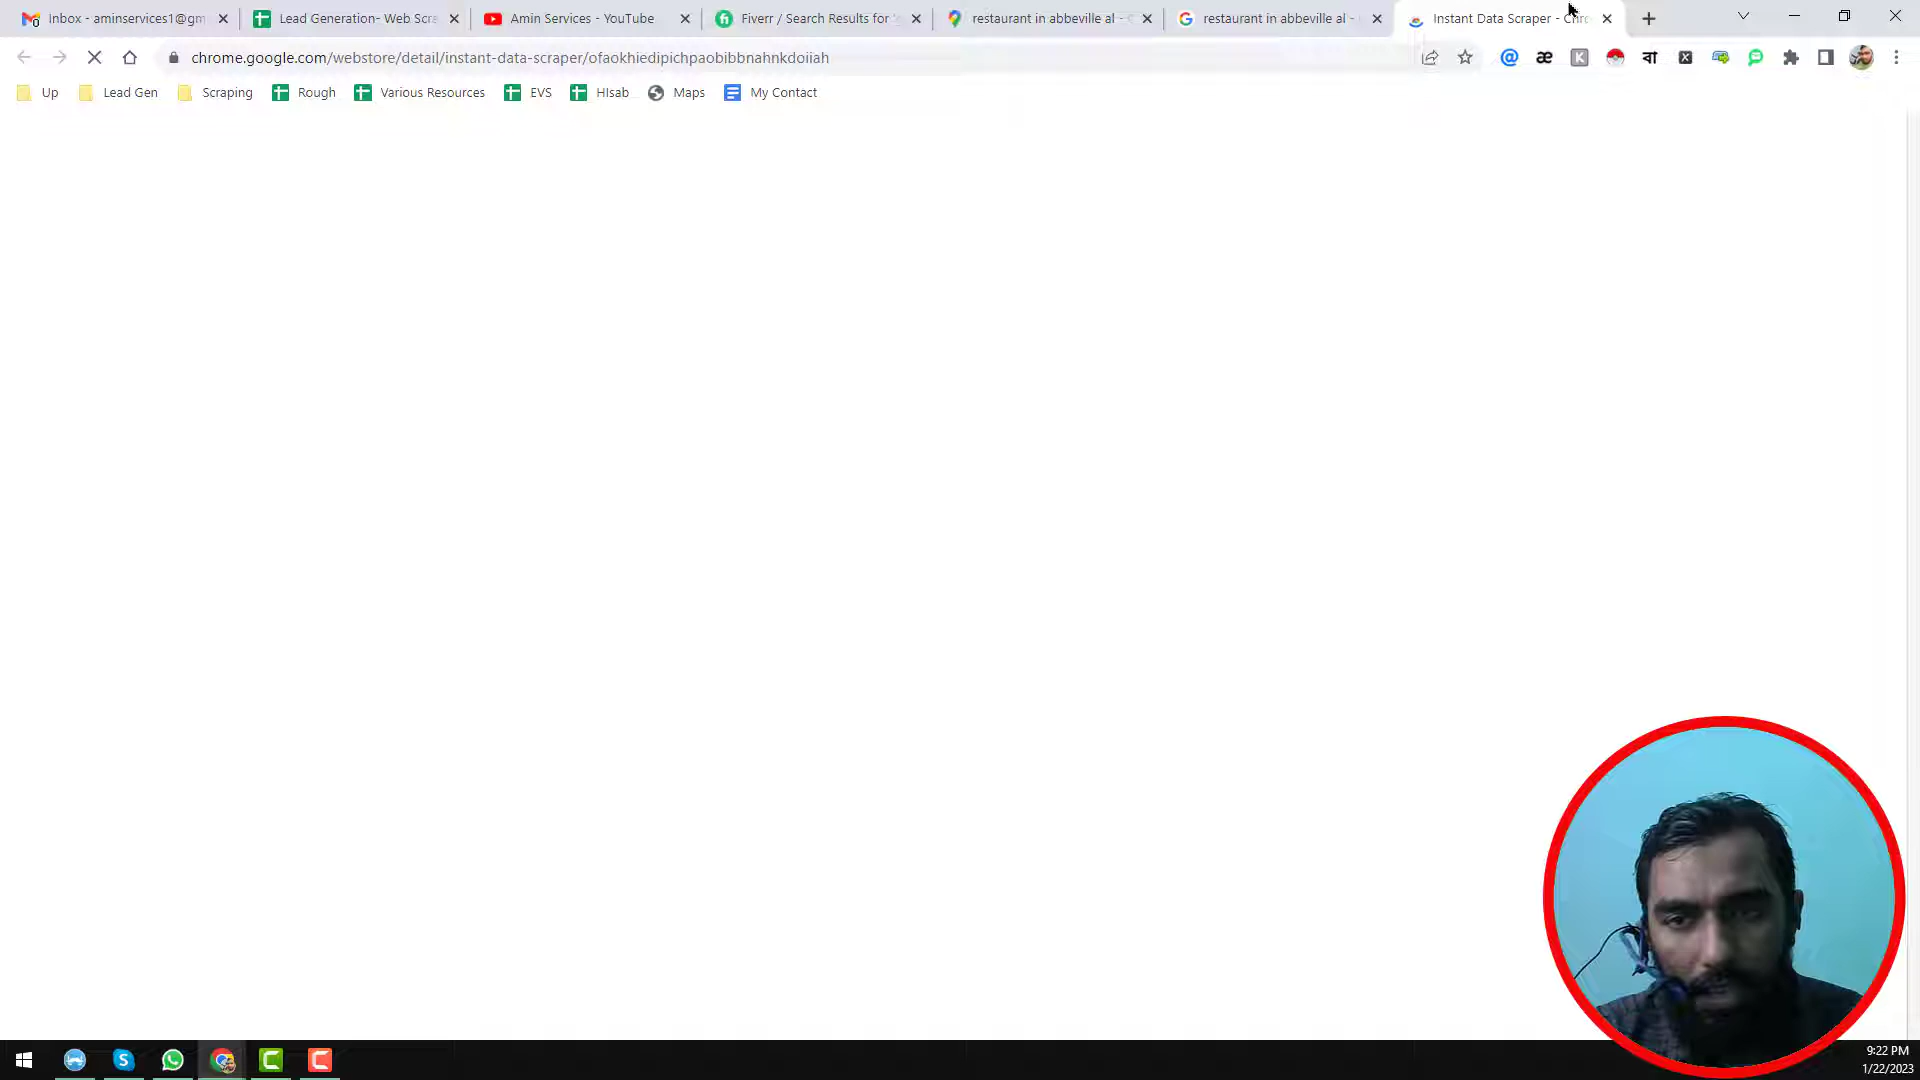 Inbox - aminservices1@gm
Lead Generation- Web Scra
Amin Services - YouTube
Fiverr / Search Results for
restaurant in abbeville al -
restaurant in abbeville al -
Instant Data Scraper - Chro
chrome.google.com/webstore/detail/instant-data-scraper/ofaokhiedipichpaobibbnahnkdoiiah
Up
Lead Gen
Scraping
Rough
Various Resources
EVS
HIsab
Maps
My Contact
9:22 PM
1/22/2023